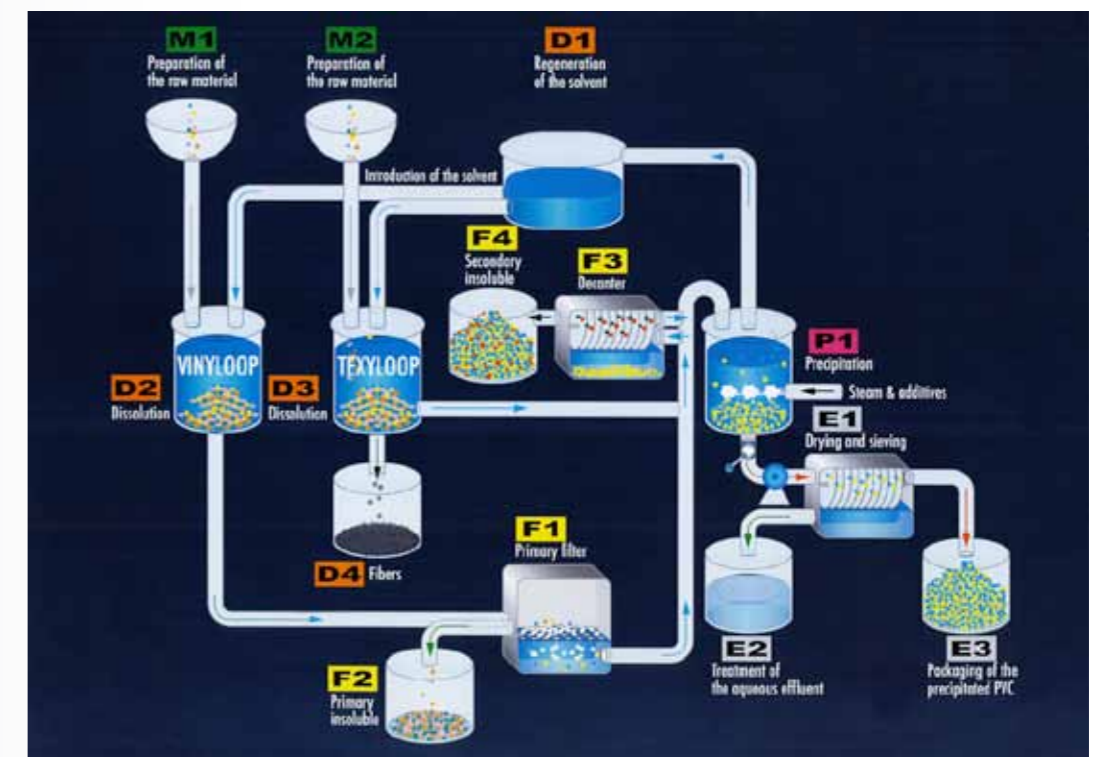 M1
Preparation of
the raw material
M2
Preparation of
the raw material
D1
Regeneration
of the solvent
Introduction of the solvent
F4
Secondary
insoluble
F3
Decanter
VINYLOOP
TEXYLOOP
P1
Precipitation
D2
Dissolution
D3
Dissolution
Steam & additives
E1
Drying and sieving
F1
Primary filter
D4 Fibers
E2
Treatment of
the aqueous effluent
E3
Packaging of the
precipitated PVC
F2
Primary
insoluble